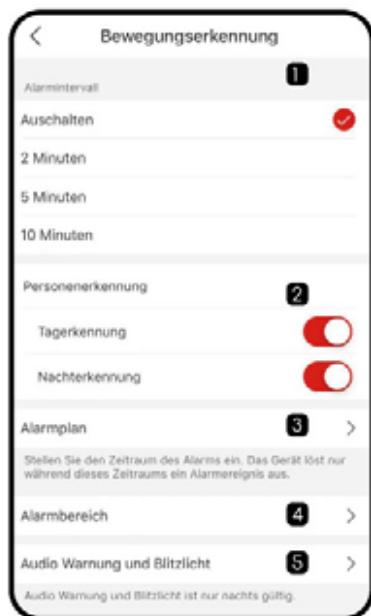 Bewegungserkennung
1
Alarmintervall
Auschalten
2 Minuten
5 Minuten
10 Minuten
Personenerkennung
2
Tagerkennung
Nachterkennung
Alarmplan
3
Stellen Sie den Zeitraum des Alarms ein. Das Gerät löst nur
während dieses Zeitraums ein Alarmereignis aus.
Alarmbereich
4
Audio Warnung und Blitzlicht
5
Audio Warnung und Blitzlicht ist nur nachts gültig.